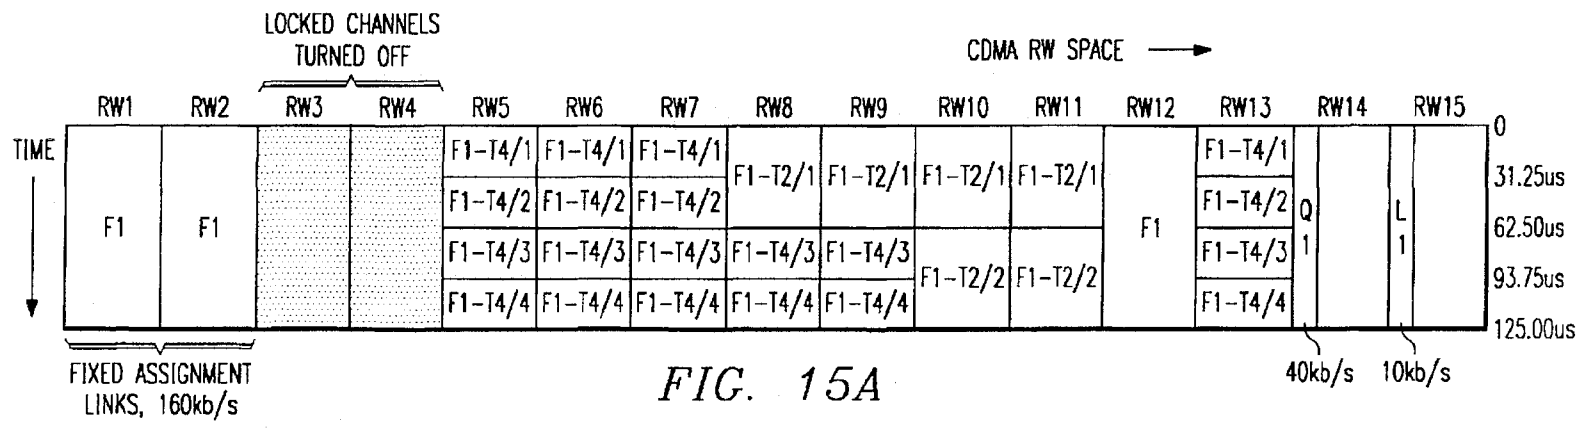 LOCKED CHANNELS
TURNED OFF
CDMA RW SPACE
RW1 RW2 RW3 RW4 RW5 RW6 RW7 RW8 RW9 RW10 RW11 RW12 RW13 RW14 RW15
TIME
0
F1-T4/1 F1-T4/1 F1-T4/1 F1-T4/1
F1-T2/1 F1-T2/1 F1-T2/1 F1-T2/1
31.25us
F1-T4/2 F1-T4/2 F1-T4/2 F1-T4/2
F1 F1 F1
Q1 L1
62.50us
F1-T4/3 F1-T4/3 F1-T4/3 F1-T4/3 F1-T4/3 F1-T4/3
F1-T2/2 F1-T2/2
93.75us
F1-T4/4 F1-T4/4 F1-T4/4 F1-T4/4 F1-T4/4 F1-T4/4
125.00us
FIXED ASSIGNMENT
LINKS, 160kb/s
40kb/s 10kb/s
FIG. 15A